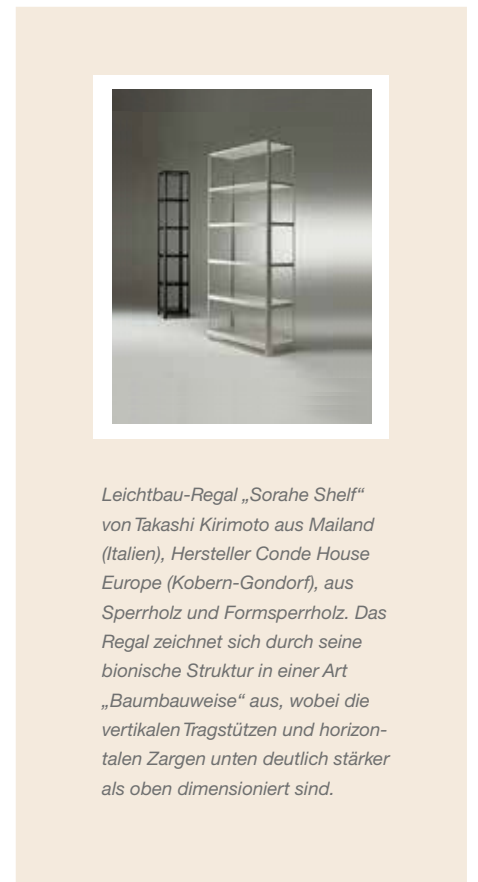 Leichtbau-Regal „Sorahe Shelf“
von Takashi Kirimoto aus Mailand
(Italien), Hersteller Conde House
Europe (Kobern-Gondorf), aus
Sperrholz und Formsperrholz. Das
Regal zeichnet sich durch seine
bionische Struktur in einer Art
„Baumbauweise“ aus, wobei die
vertikalen Tragstützen und horizon-
talen Zargen unten deutlich stärker
als oben dimensioniert sind.